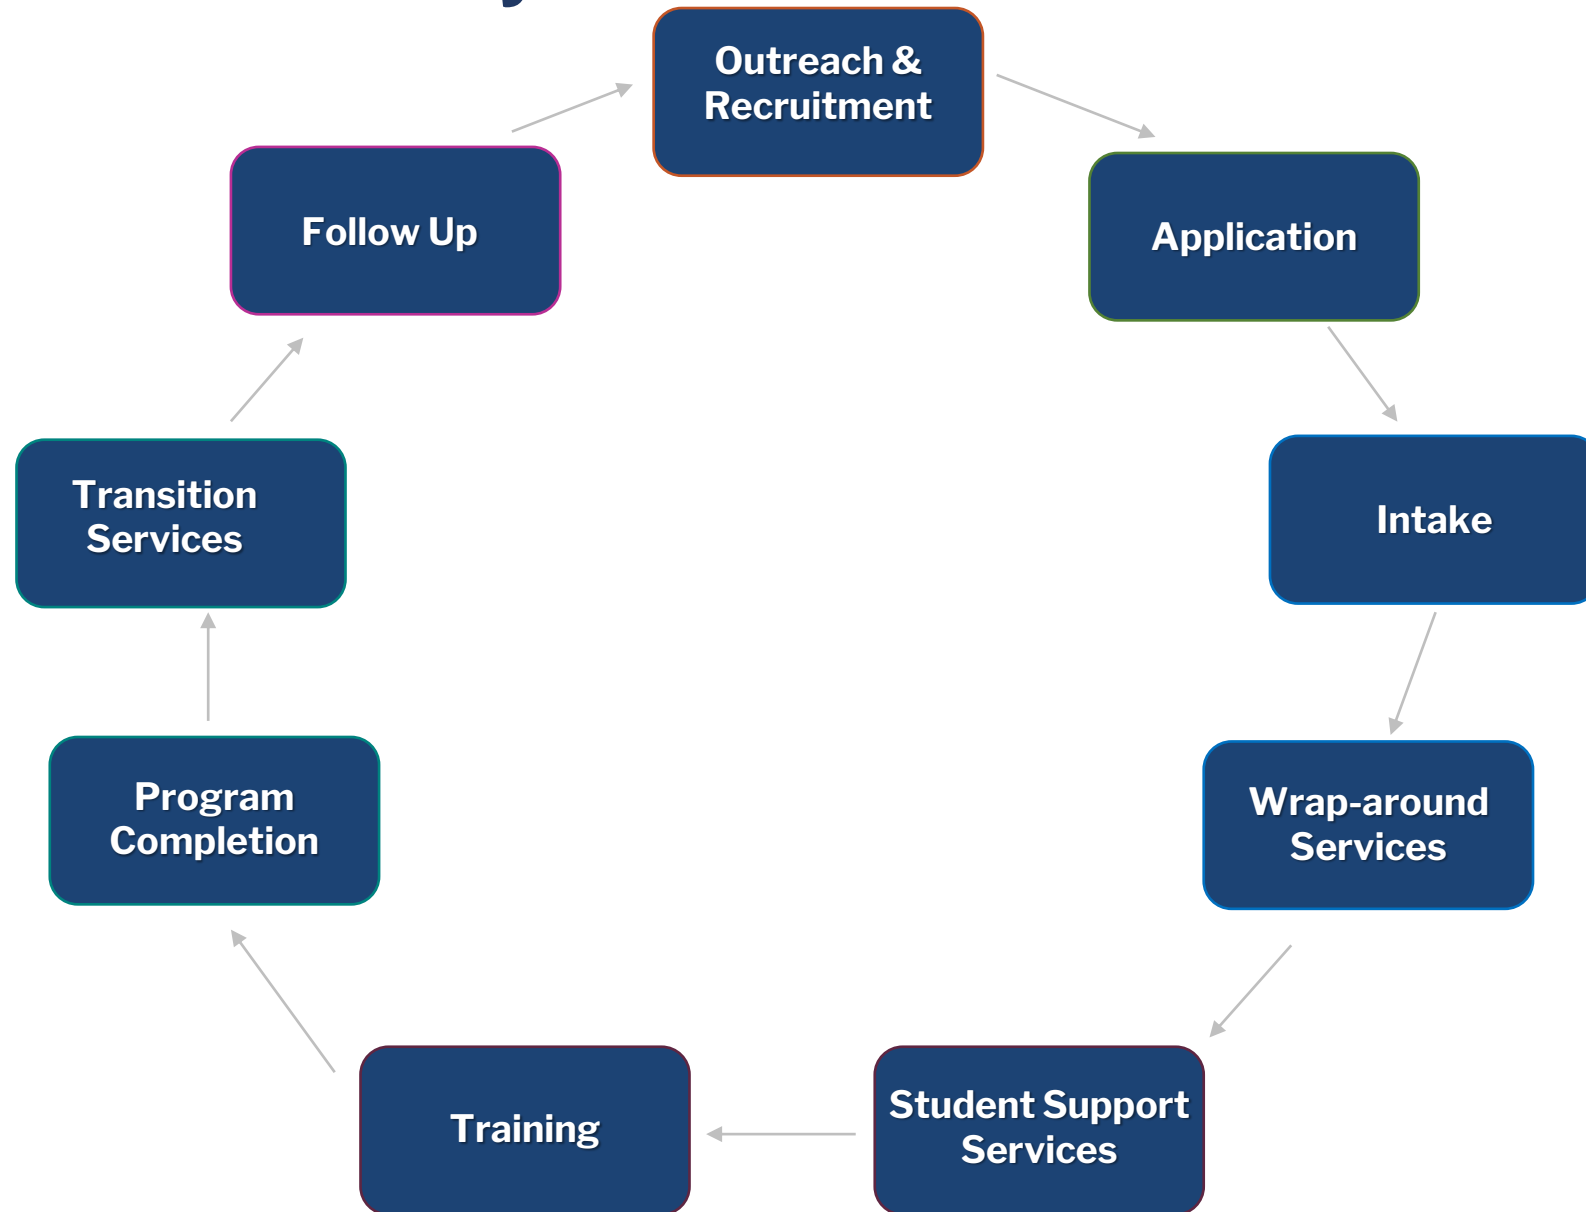 Outreach &
Recruitment
Application
Intake
Wrap-around
Services
Student Support
Services
Training
Program
Completion
Transition
Services
Follow Up